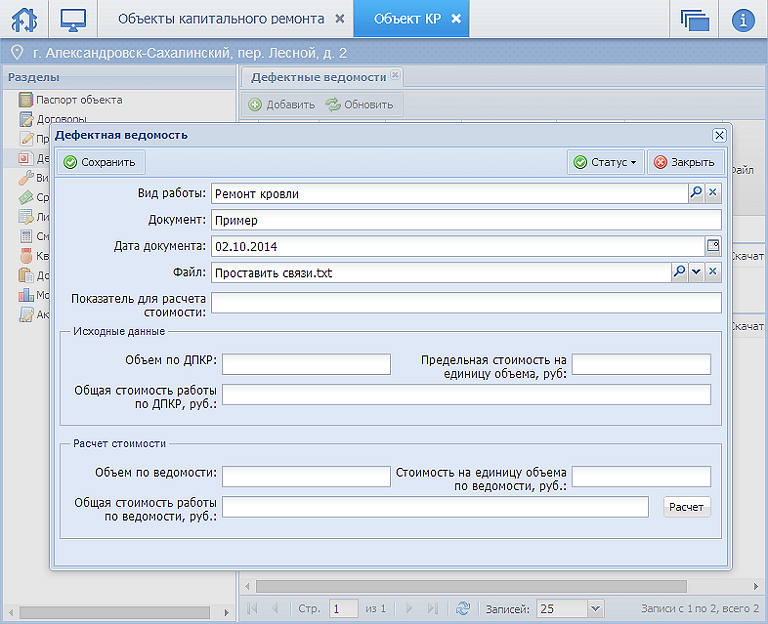 Объекты капитального ремонта
Объект КР
г. Александровск-Сахалинский, пер. Лесной, д. 2
Разделы
Дефектные ведомости
Паспорт объекта
Добавить
Обновить
Договоры
Дефектная ведомость
Сохранить
Статус
Закрыть
Вид работы:
Ремонт кровли
Документ:
Пример
Дата документа:
02.10.2014
Файл:
Проставить связи.txt
Показатель для расчета
стоимости:
Исходные данные
Объем по ДПКР:
Предельная стоимость на
единицу объема, руб:
Общая стоимость работы
по ДПКР, руб.:
Расчет стоимости
Объем по ведомости:
Стоимость на единицу объема
по ведомости, руб.:
Общая стоимость работы
по ведомости, руб.:
Расчет
Пр
Де
Ви
Ср
Ли
См
Кв
До
Мо
Ак
айл
Скачат
Скачат
Стр.
1
из 1
Записей:
25
Записи с 1 по 2, всего 2